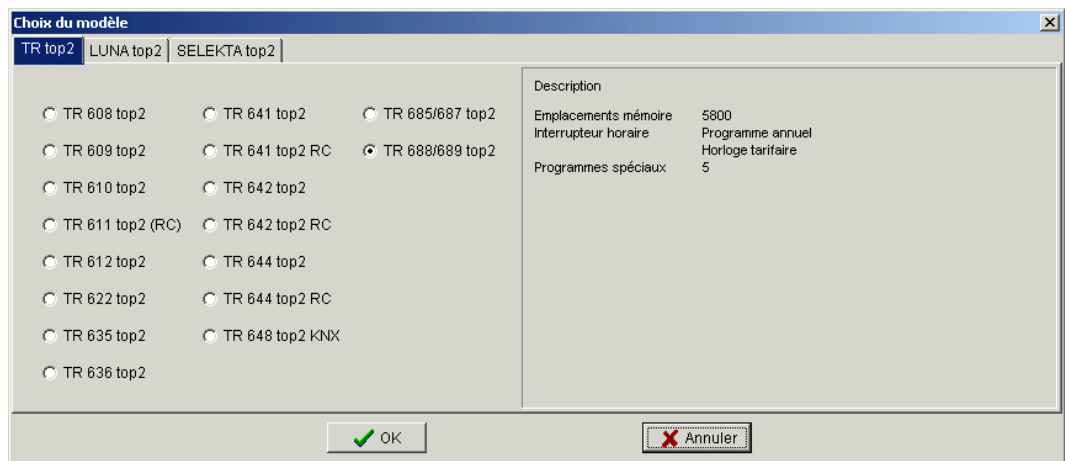 Choix du modèle
TR top2 LUNA top2 SELEKTA top2
TR 608 top2 TR 641 top2 TR 685/687 top2
TR 609 top2 TR 641 top2 RC TR 688/689 top2
TR 610 top2 TR 642 top2
TR 611 top2 (RC) TR 642 top2 RC
TR 612 top2 TR 644 top2
TR 622 top2 TR 644 top2 RC
TR 635 top2 TR 648 top2 KNX
TR 636 top2
Description
Emplacements mémoire 5800
Interrupteur horaire Programme annuel
Horloge tarifaire
Programmes spéciaux 5
OK Annuler